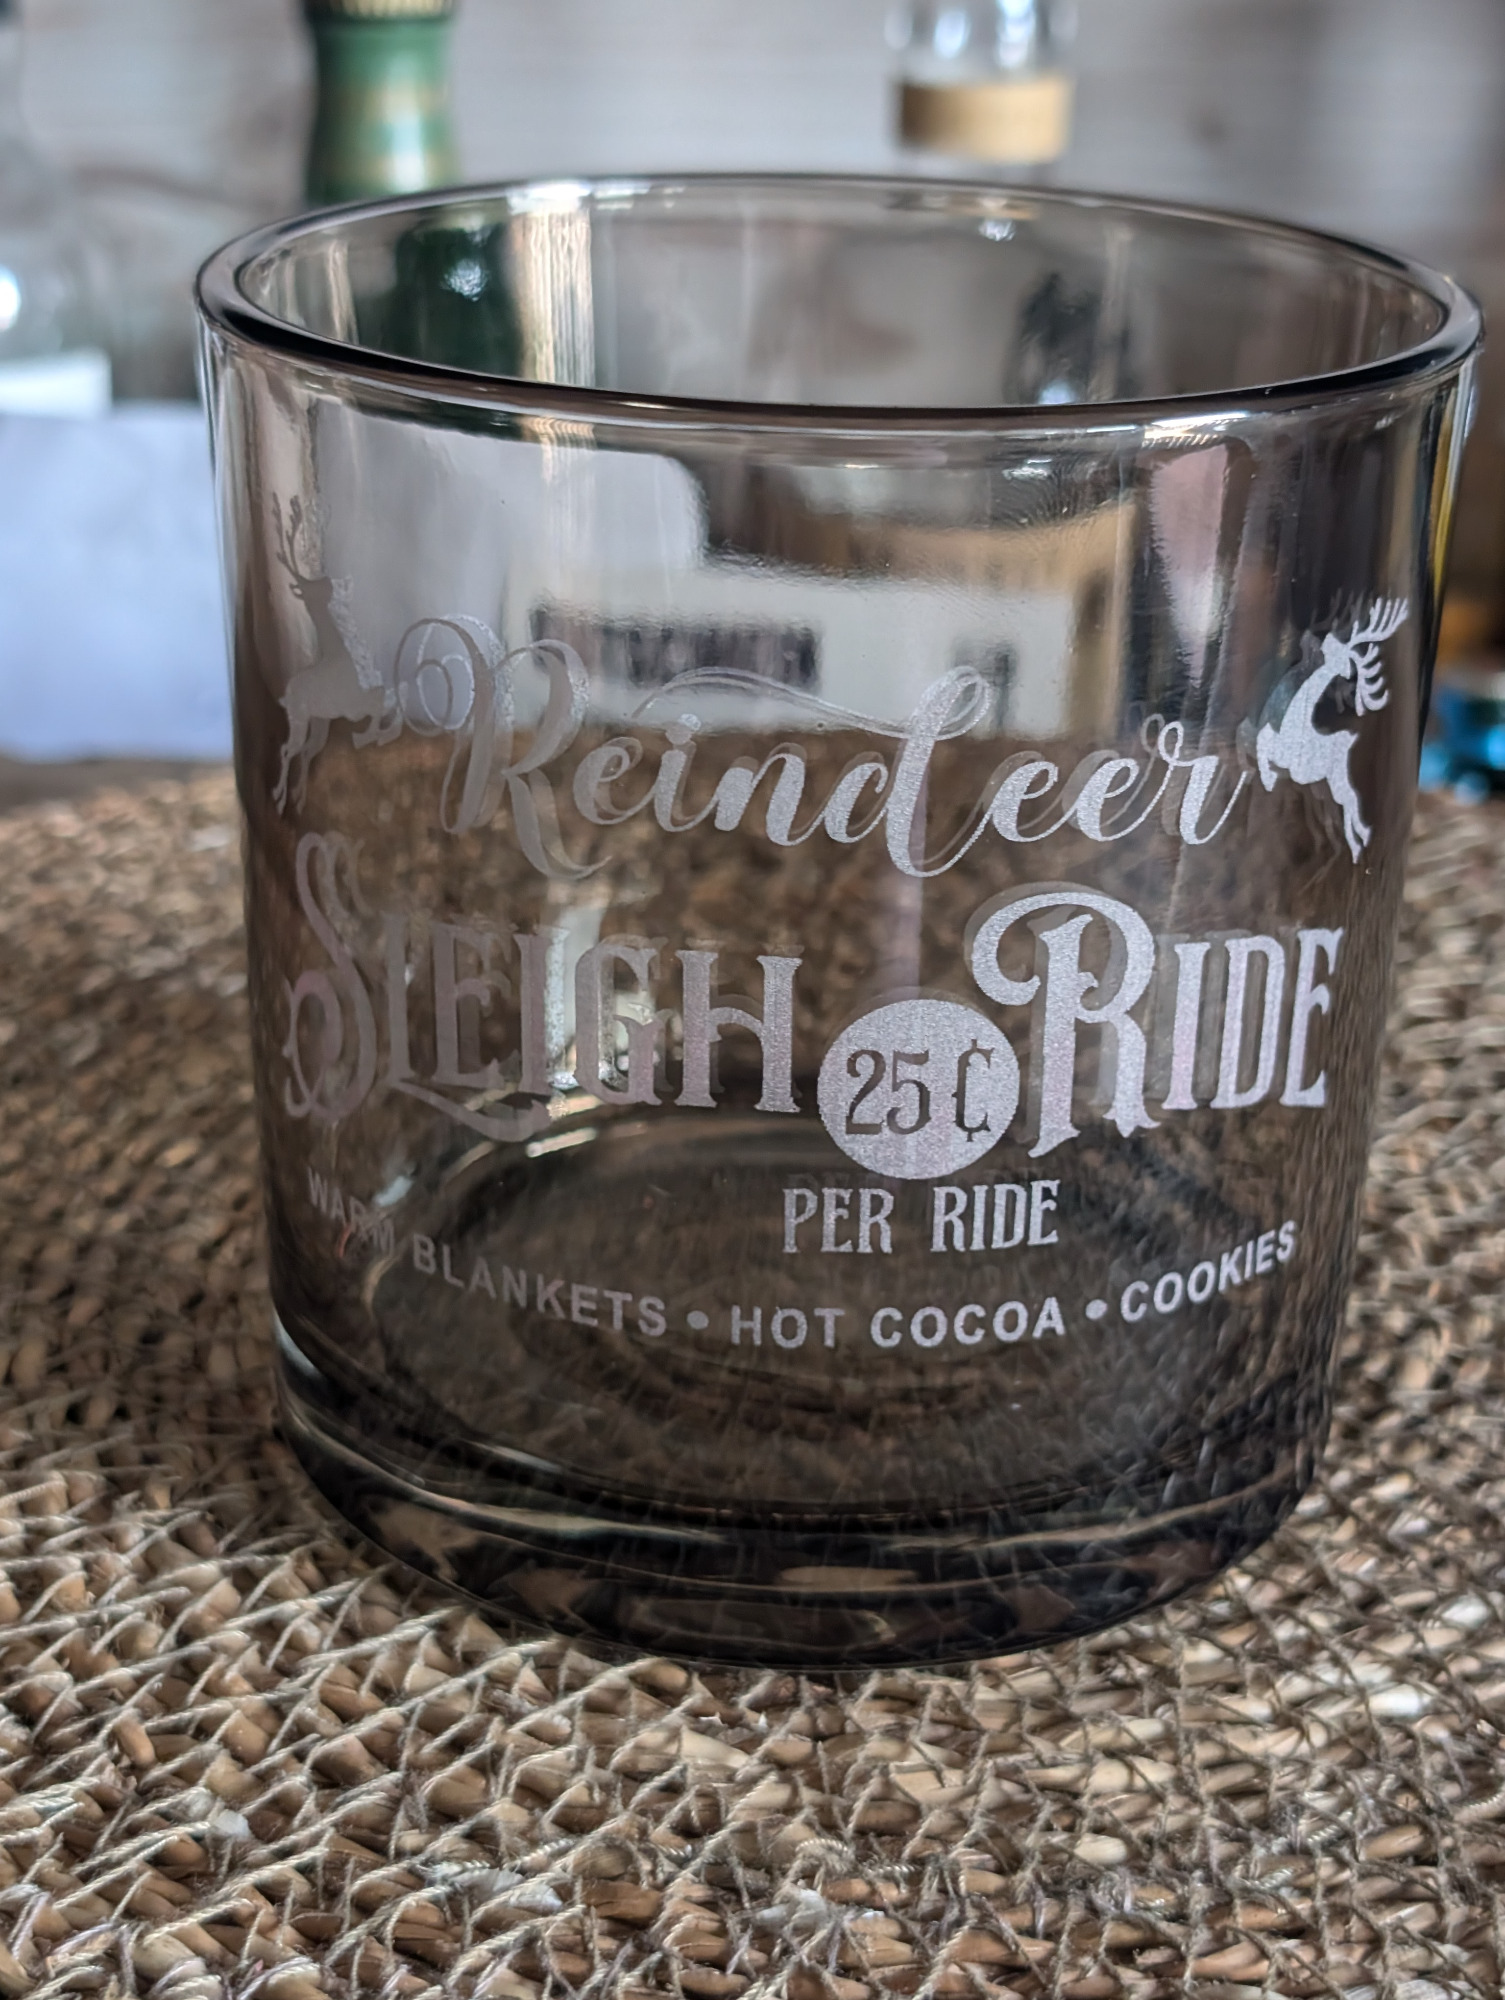 Reindeer
SLEIGH RIDE
25¢
PER RIDE
WARM BLANKETS • HOT COCOA • COOKIES